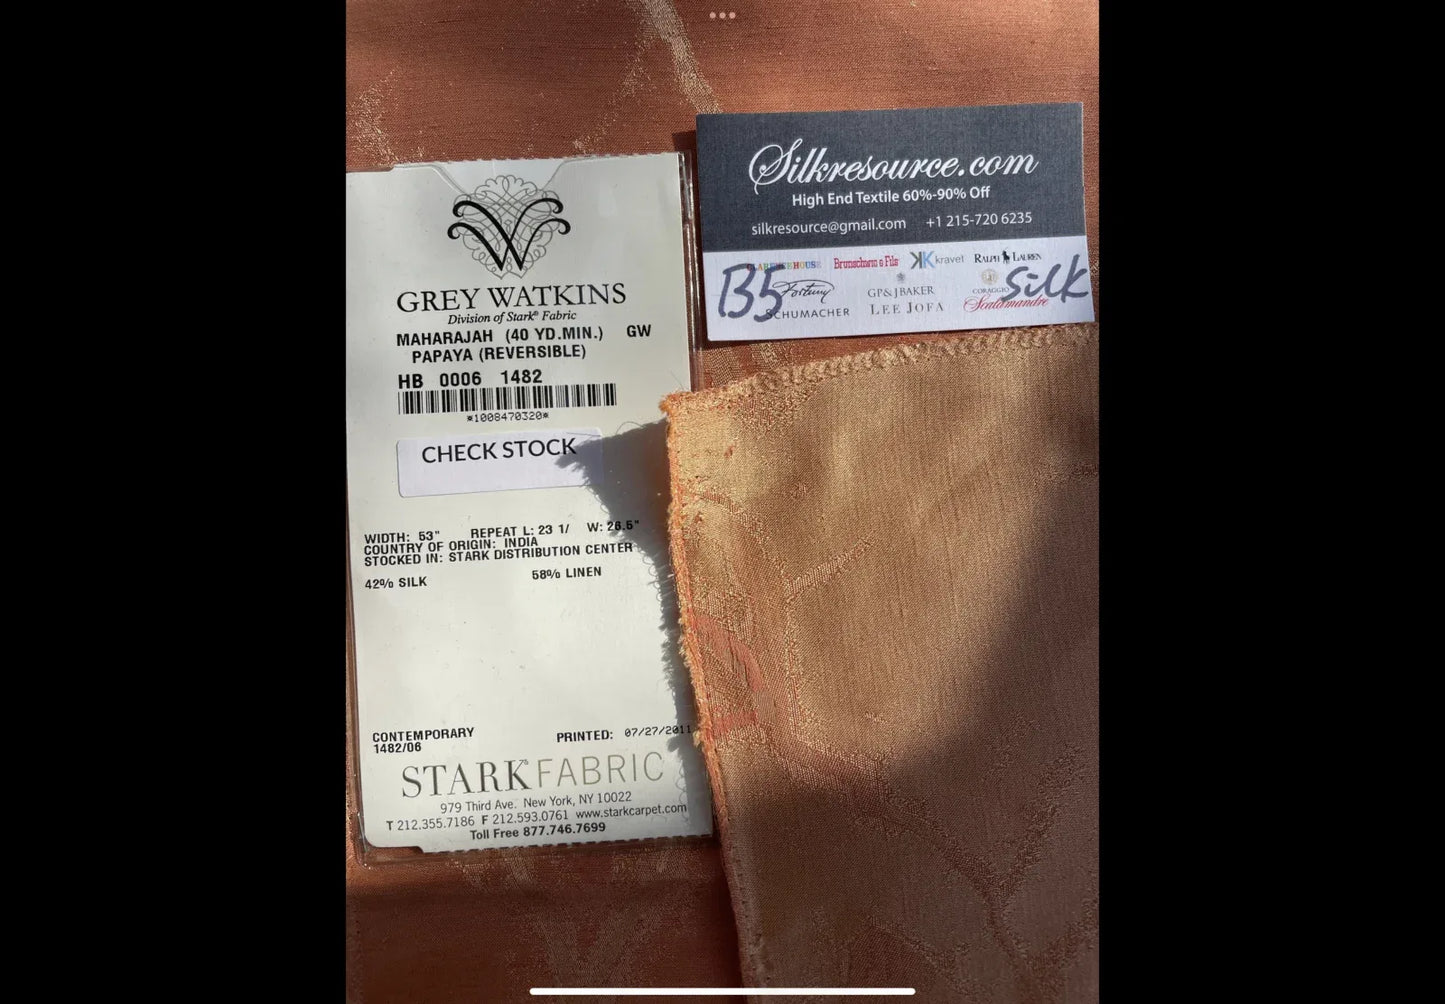 GREY WATKINS
Division of Stark® Fabric
MAHARAJAH (40 YD.MIN.) GW
PAPAYA (REVERSIBLE)
HB 0006 1482
*1008470320*
CHECK STOCK
WIDTH: 53" REPEAT L: 23 1/ W: 26.5"
COUNTRY OF ORIGIN: INDIA
STOCKED IN: STARK DISTRIBUTION CENTER
42% SILK 58% LINEN
CONTEMPORARY
1482/06
PRINTED: 07/27/2011
STARK® FABRIC
979 Third Ave. New York, NY 10022
T 212.355.7186 F 212.593.0761 www.starkcarpet.com
Toll Free 877.746.7699
Silkresource.com
High End Textile 60%-90% Off
silkresource@gmail.com +1 215-720 6235
CLARENCEHOUSE Brunschwig & Fils kravet RALPH LAUREN
B5 Fortuny GP&JBAKER CORAGGIO Silk
SCHUMACHER LEE JOFA Scalamandre